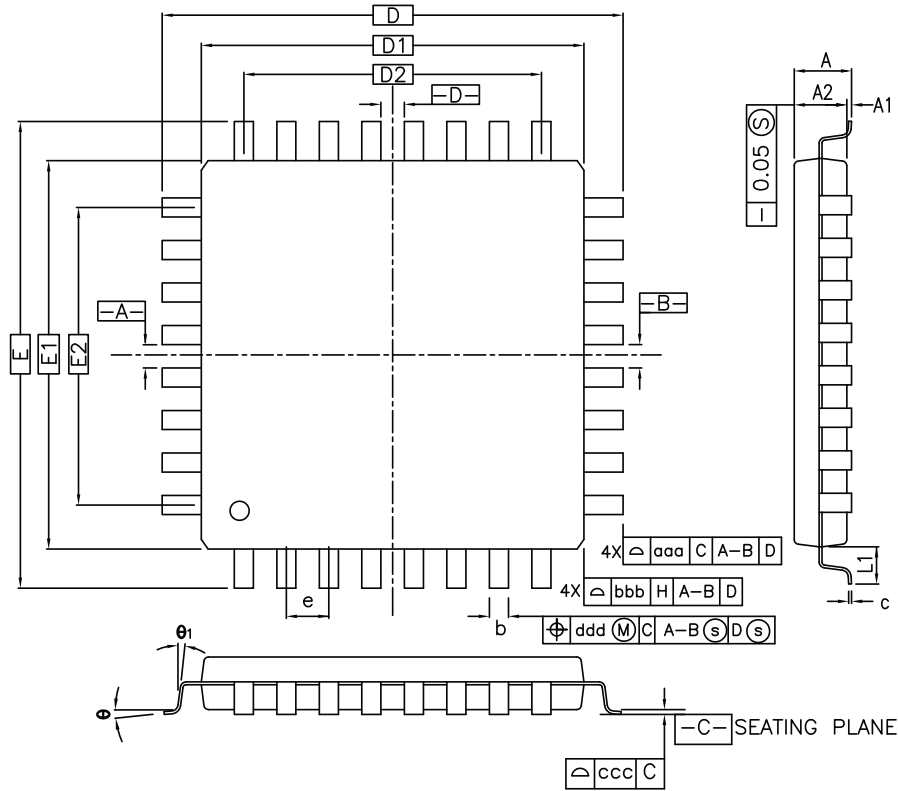 D
D1
D2
-D-
A
A2
A1
— 0.05 Ⓢ
-A-
-B-
E
E1
E2
4X ⌓ aaa C A-B D
4X ⌓ bbb H A-B D
⌖ ddd Ⓜ C A-B ⓢ D ⓢ
e
b
L1
c
θ1
θ
-C- SEATING PLANE
⌓ ccc C